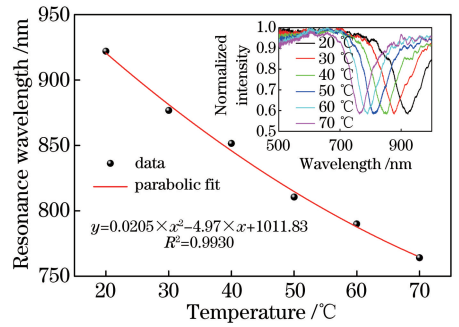 950
900
850
800
750
Resonance wavelength /nm
data
parabolic fit
y=0.0205×x²-4.97×x+1011.83
R²=0.9930
20 30 40 50 60 70
Temperature /℃
1.0
0.9
0.8
0.7
0.6
0.5
Normalized
intensity
20 ℃
30 ℃
40 ℃
50 ℃
60 ℃
70 ℃
500 700 900
Wavelength /nm